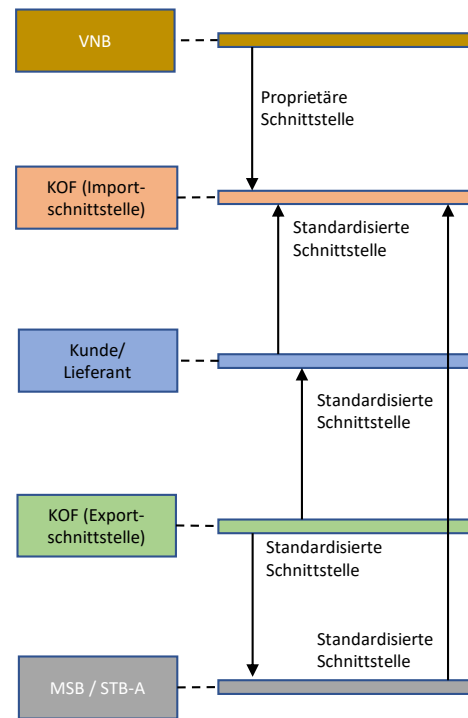 VNB
Proprietäre
Schnittstelle
KOF (Import-
schnittstelle)
Standardisierte
Schnittstelle
Kunde/
Lieferant
Standardisierte
Schnittstelle
KOF (Export-
schnittstelle)
Standardisierte
Schnittstelle
Standardisierte
Schnittstelle
MSB / STB-A